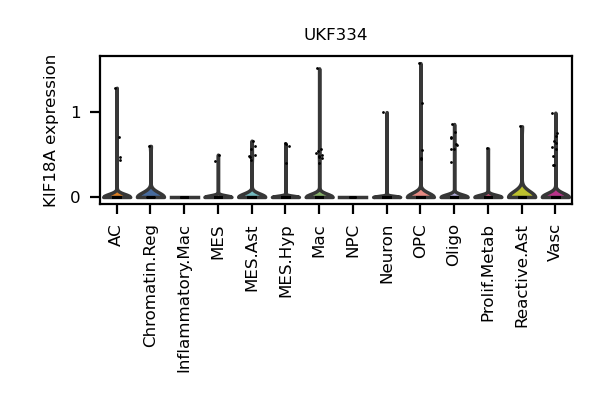 UKF334
KIF18A expression
1
0
AC
Chromatin.Reg
Inflammatory.Mac
MES
MES.Ast
MES.Hyp
Mac
NPC
Neuron
OPC
Oligo
Prolif.Metab
Reactive.Ast
Vasc